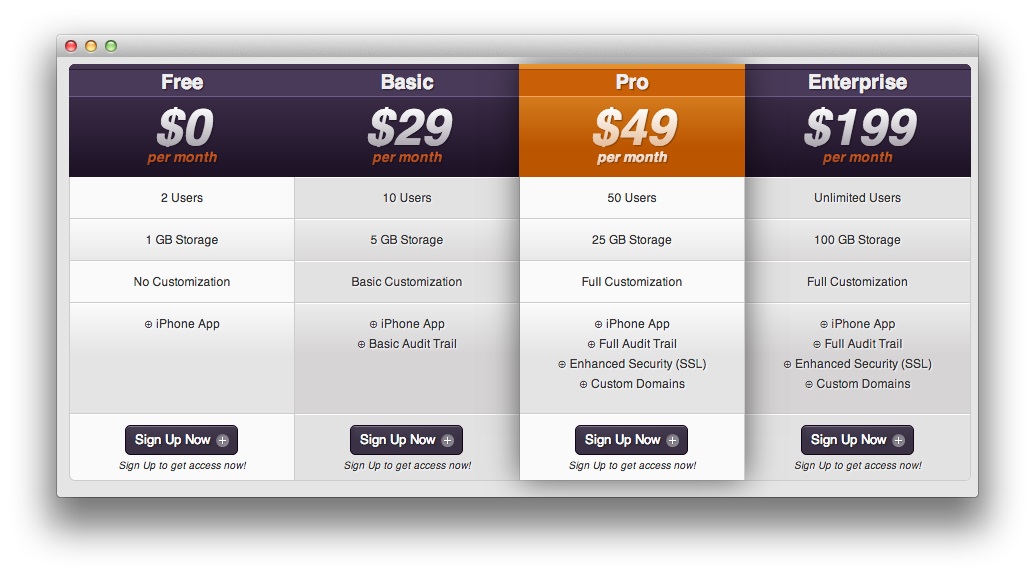 Free
$0
per month
2 Users
1 GB Storage
No Customization
⊕ iPhone App
Sign Up Now
Sign Up to get access now!
Basic
$29
per month
10 Users
5 GB Storage
Basic Customization
⊕ iPhone App
⊕ Basic Audit Trail
Sign Up Now
Sign Up to get access now!
Pro
$49
per month
50 Users
25 GB Storage
Full Customization
⊕ iPhone App
⊕ Full Audit Trail
⊕ Enhanced Security (SSL)
⊕ Custom Domains
Sign Up Now
Sign Up to get access now!
Enterprise
$199
per month
Unlimited Users
100 GB Storage
Full Customization
⊕ iPhone App
⊕ Full Audit Trail
⊕ Enhanced Security (SSL)
⊕ Custom Domains
Sign Up Now
Sign Up to get access now!